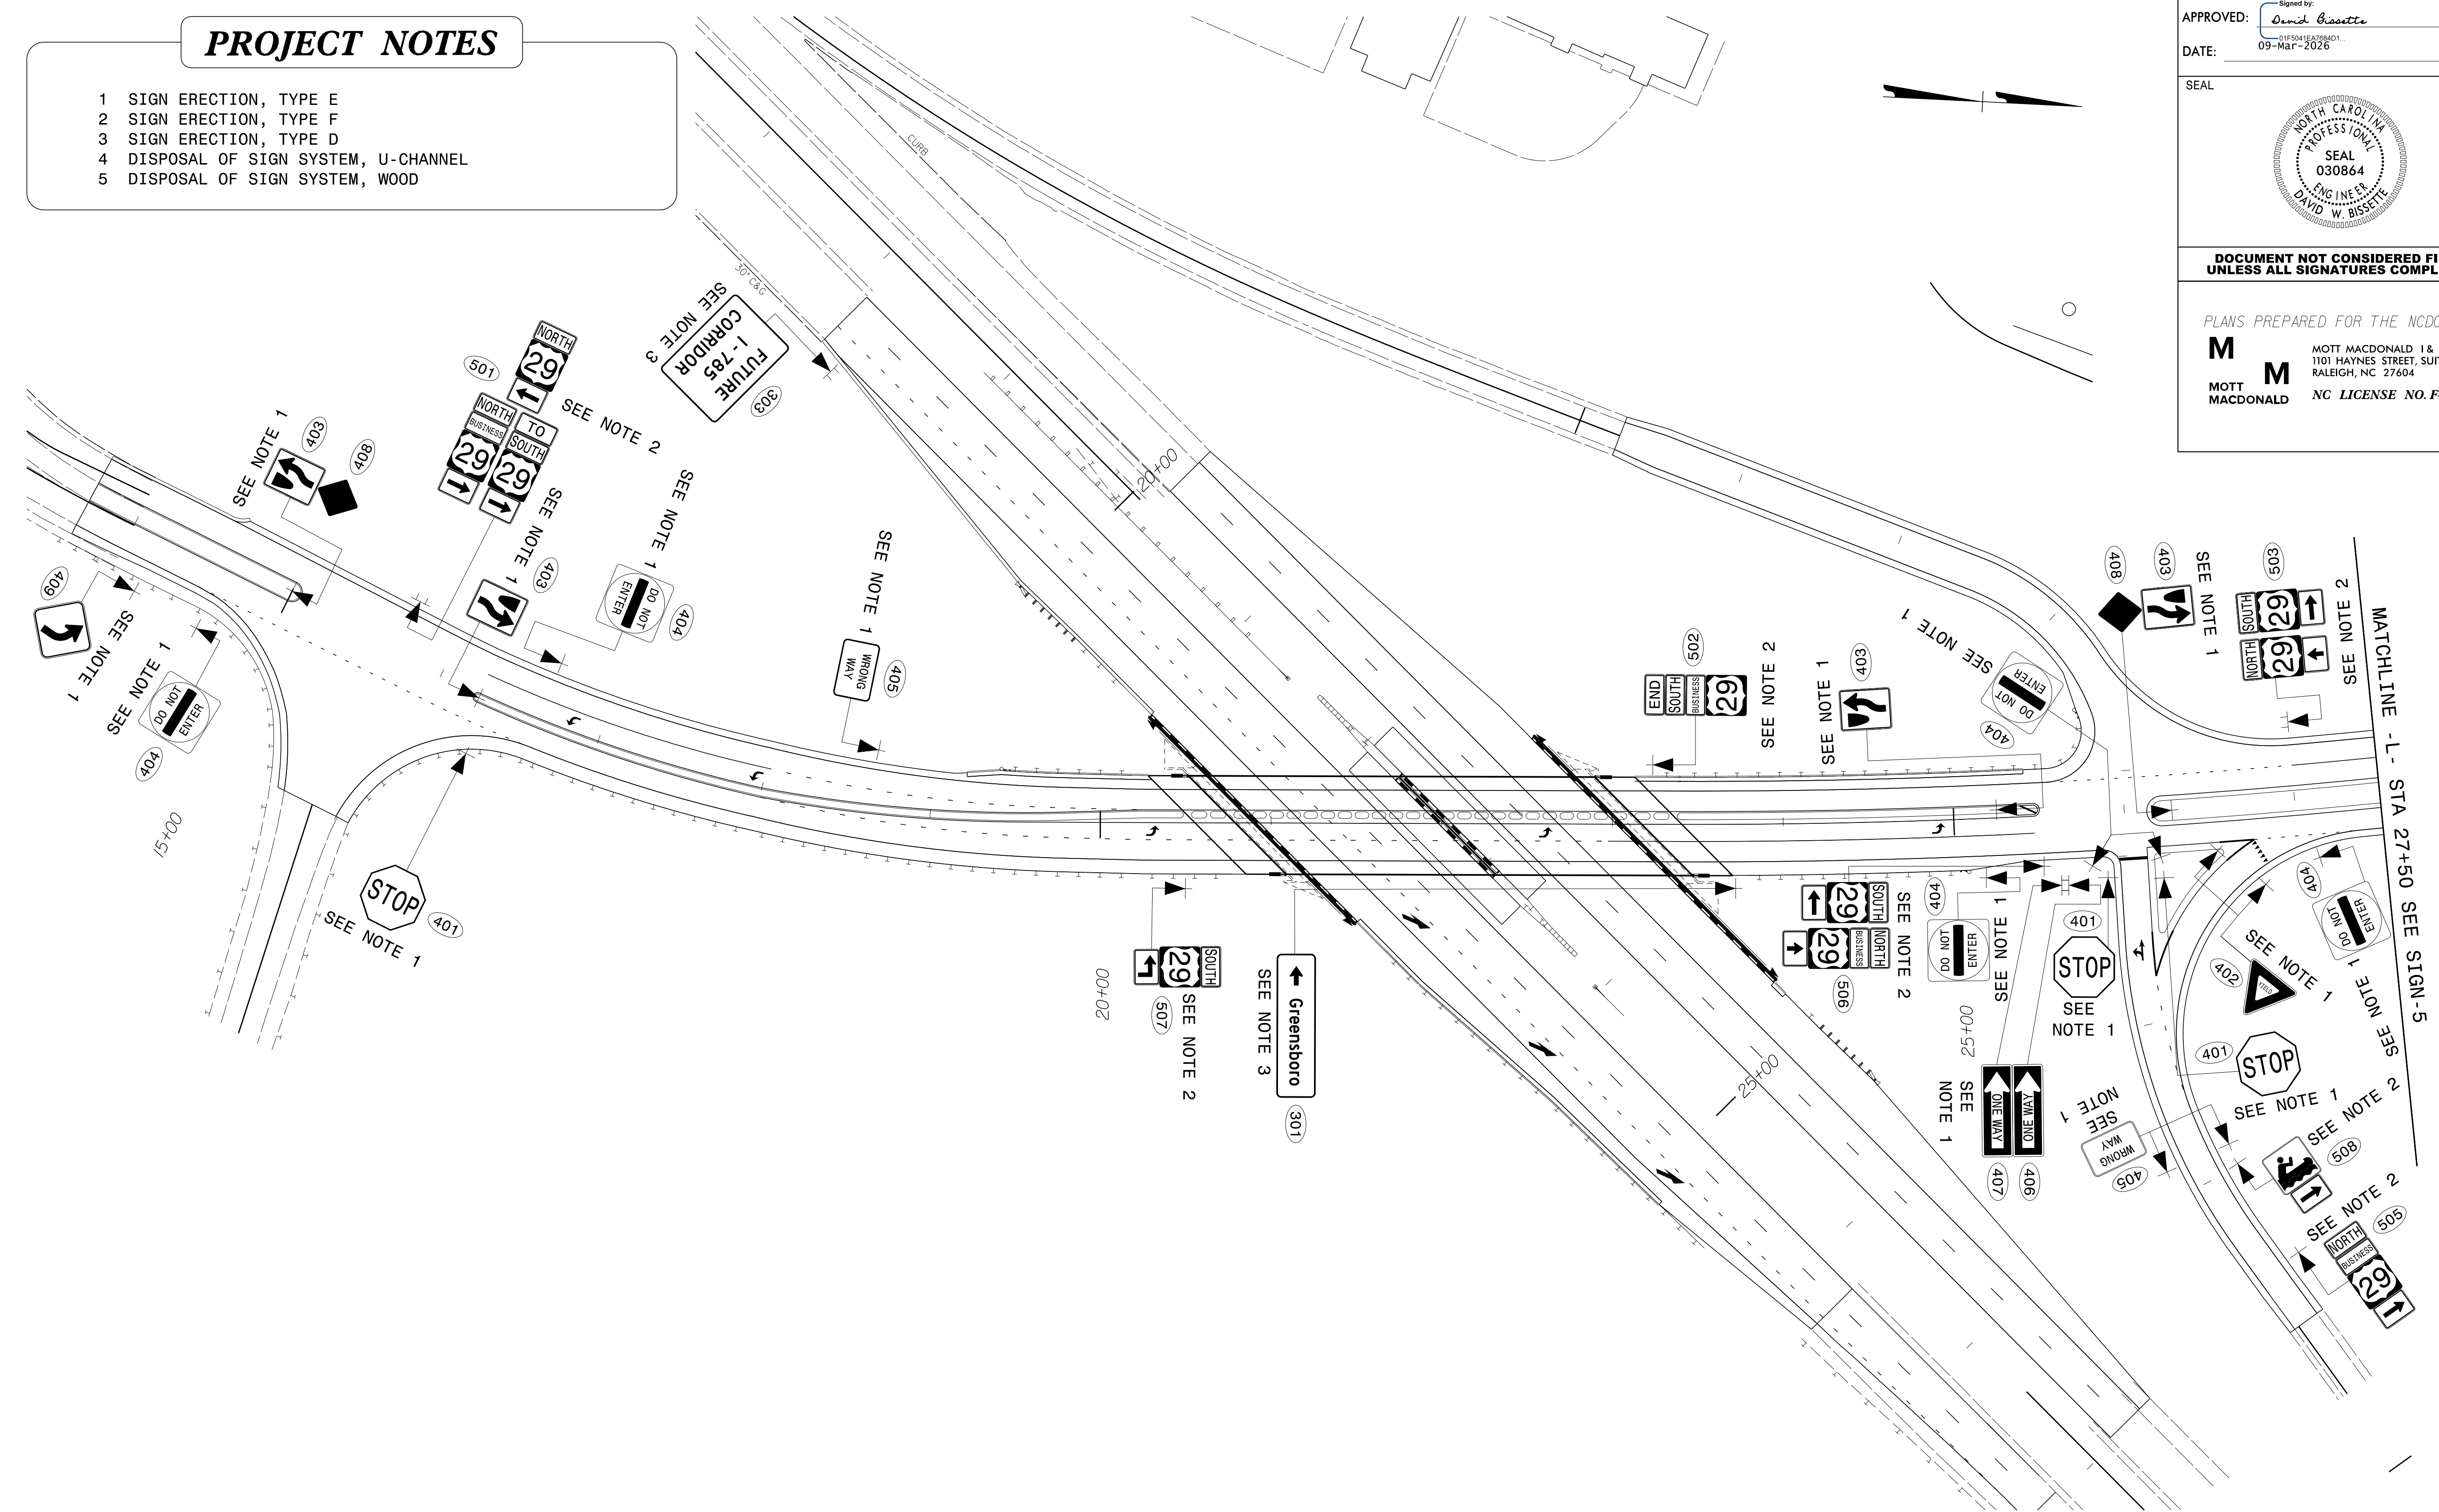 PROJECT NOTES
1 SIGN ERECTION, TYPE E
2 SIGN ERECTION, TYPE F
3 SIGN ERECTION, TYPE D
4 DISPOSAL OF SIGN SYSTEM, U-CHANNEL
5 DISPOSAL OF SIGN SYSTEM, WOOD
Signed by:
APPROVED:
David Bissette
01F5041EA7684D1...
DATE:
09-Mar-2026
SEAL
NORTH CAROLINA
PROFESSIONAL
SEAL
030864
ENGINEER
DAVID W. BISSETTE
DOCUMENT NOT CONSIDERED FI
UNLESS ALL SIGNATURES COMPL
PLANS PREPARED FOR THE NCDO
M
M
MOTT
MACDONALD
MOTT MACDONALD I &
1101 HAYNES STREET, SUIT
RALEIGH, NC 27604
NC LICENSE NO. F-
CURB
30" C&G
SEE NOTE 3
FUTURE
I-785
CORRIDOR
303
501
NORTH
29
NORTH
BUSINESS
29
TO
SOUTH
29
SEE NOTE 2
SEE NOTE 1
403
408
SEE NOTE 1
403
SEE NOTE 1
DO NOT
ENTER
404
409
SEE NOTE 1
SEE NOTE 1
DO NOT
ENTER
404
15+00
STOP
401
SEE NOTE 1
SEE NOTE 1
WRONG
WAY
405
20+00
502
END
SOUTH
BUSINESS
29
SEE NOTE 2
SEE NOTE 1
403
SEE NOTE 1
DO NOT
ENTER
404
408
403
SEE NOTE 1
503
SOUTH
29
NORTH
29
SEE NOTE 2
MATCHLINE -L- STA 27+50 SEE SIGN-5
20+00
SOUTH
29
507
SEE NOTE 2
SEE NOTE 3
Greensboro
301
SOUTH
29
NORTH
BUSINESS
29
506
SEE NOTE 2
404
DO NOT
ENTER
SEE NOTE 1
25+00
25+00
401
STOP
SEE
NOTE 1
SEE
NOTE 1
ONE WAY
ONE WAY
407
406
404
DO NOT
ENTER
SEE NOTE 1
SEE NOTE 1
402
YIELD
401
STOP
SEE NOTE 1
SEE
NOTE 1
WRONG
WAY
405
SEE NOTE 2
508
SEE NOTE 2
505
NORTH
BUSINESS
29